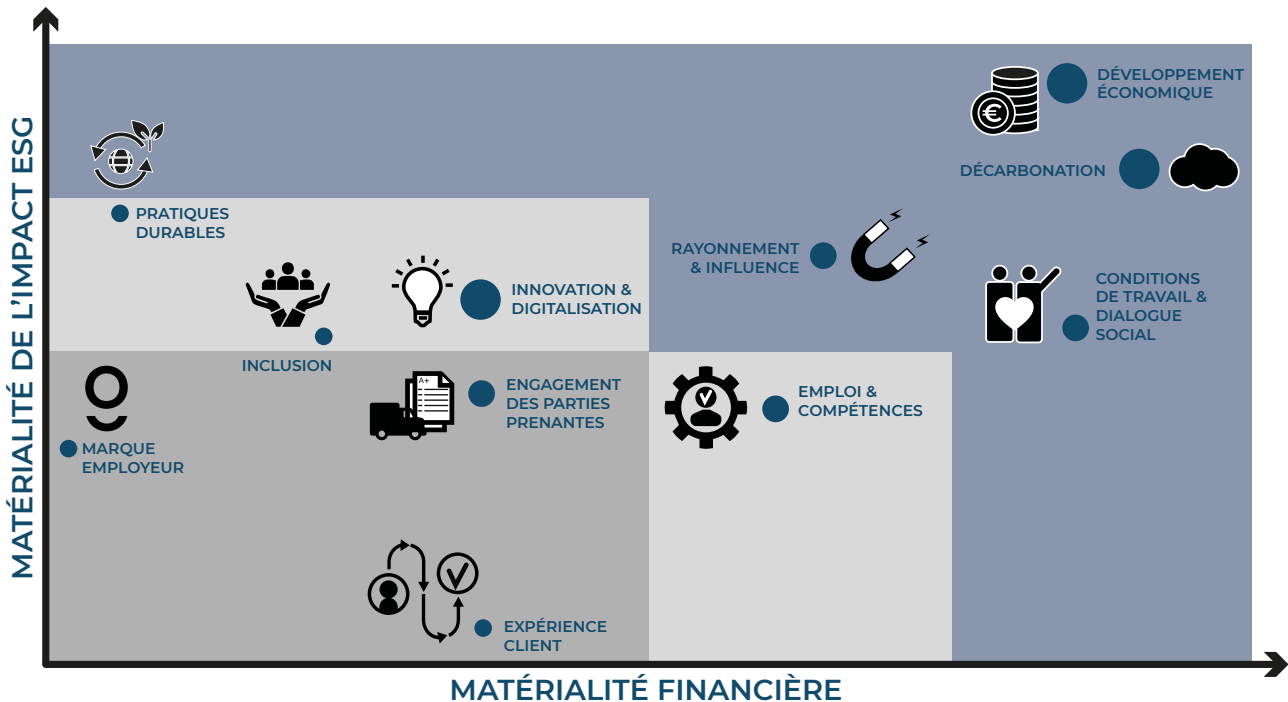 MATÉRIALITÉ DE L'IMPACT ESG
DÉVELOPPEMENT
ÉCONOMIQUE
€
DÉCARBONATION
PRATIQUES
DURABLES
RAYONNEMENT
& INFLUENCE
INNOVATION &
DIGITALISATION
CONDITIONS
DE TRAVAIL &
DIALOGUE
SOCIAL
INCLUSION
A+
ENGAGEMENT
DES PARTIES
PRENANTES
EMPLOI &
COMPÉTENCES
MARQUE
EMPLOYEUR
EXPÉRIENCE
CLIENT
MATÉRIALITÉ FINANCIÈRE